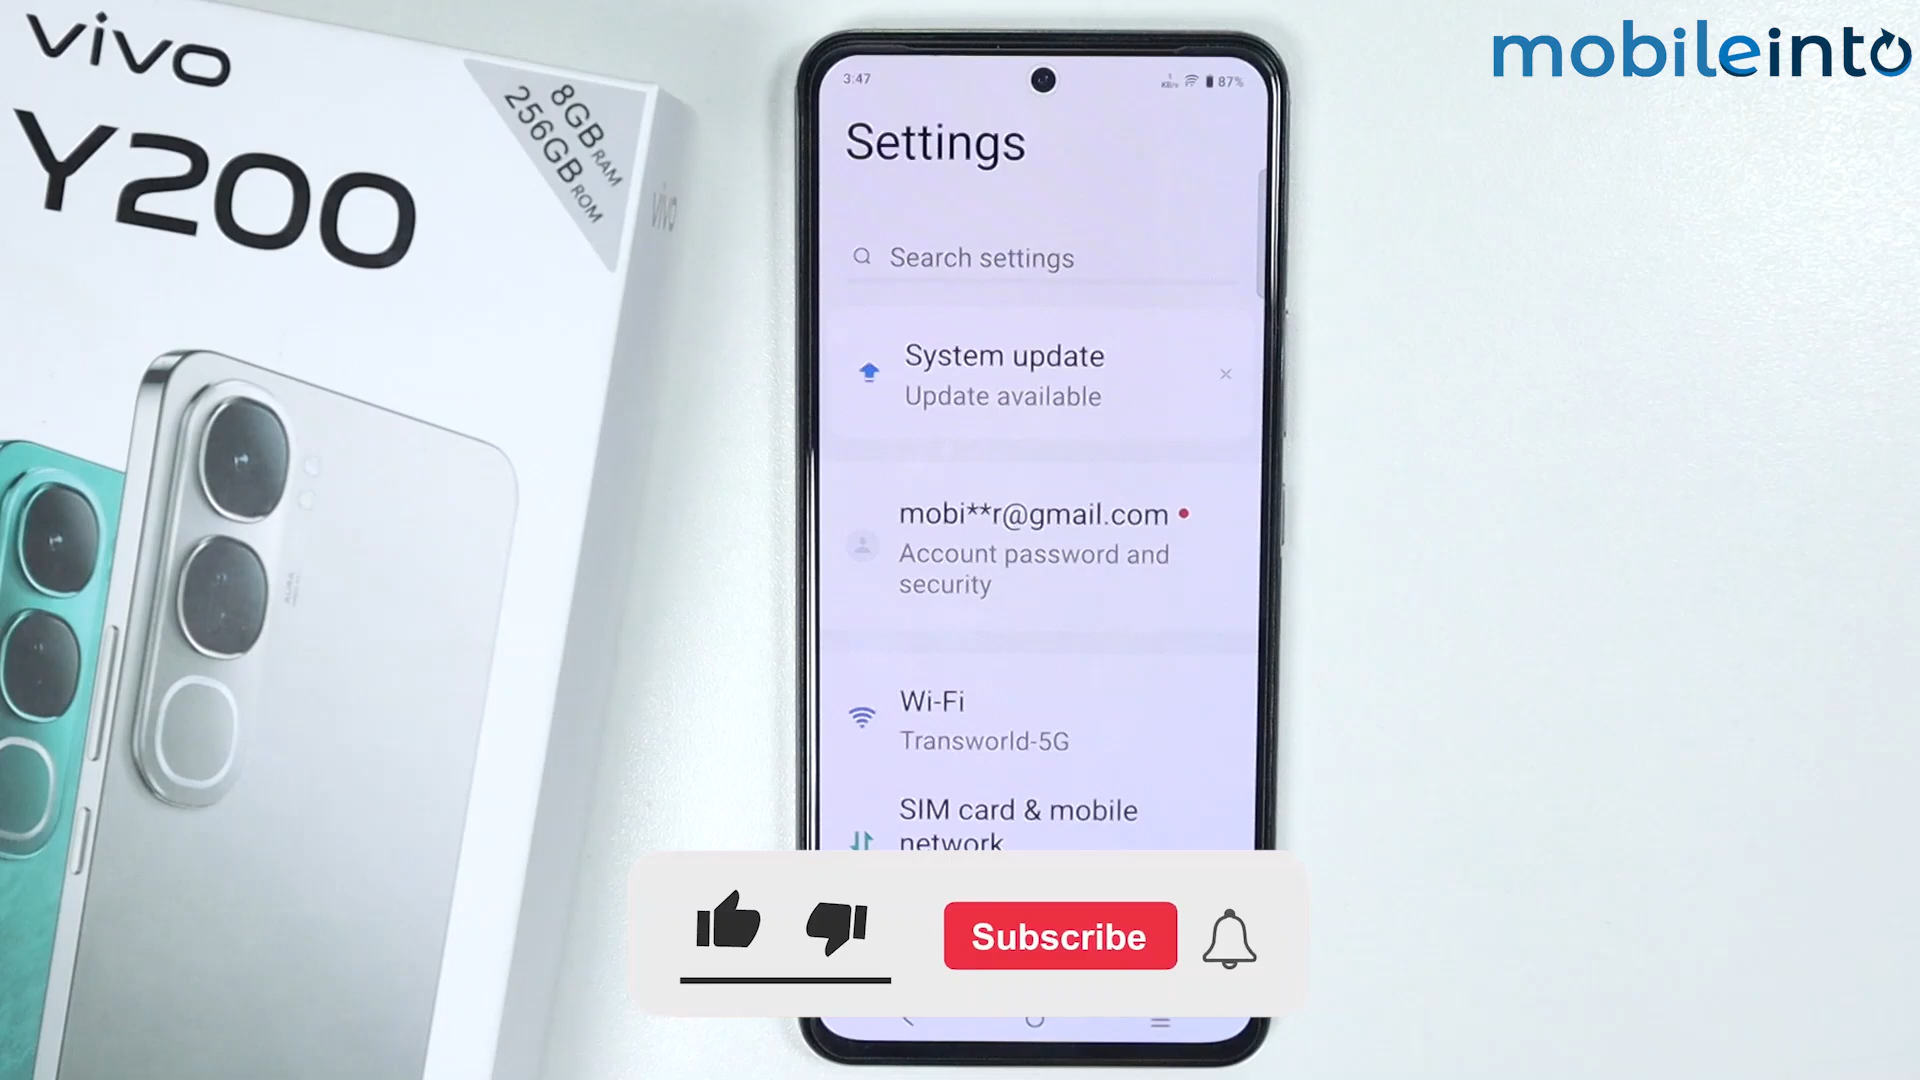 vivo
Y200
8GB RAM
256GB ROM
vivo
mobileinto
3:47
87%
Settings
Search settings
System update
Update available
mobi**r@gmail.com
Account password and
security
Wi-Fi
Transworld-5G
SIM card & mobile
network
Subscribe